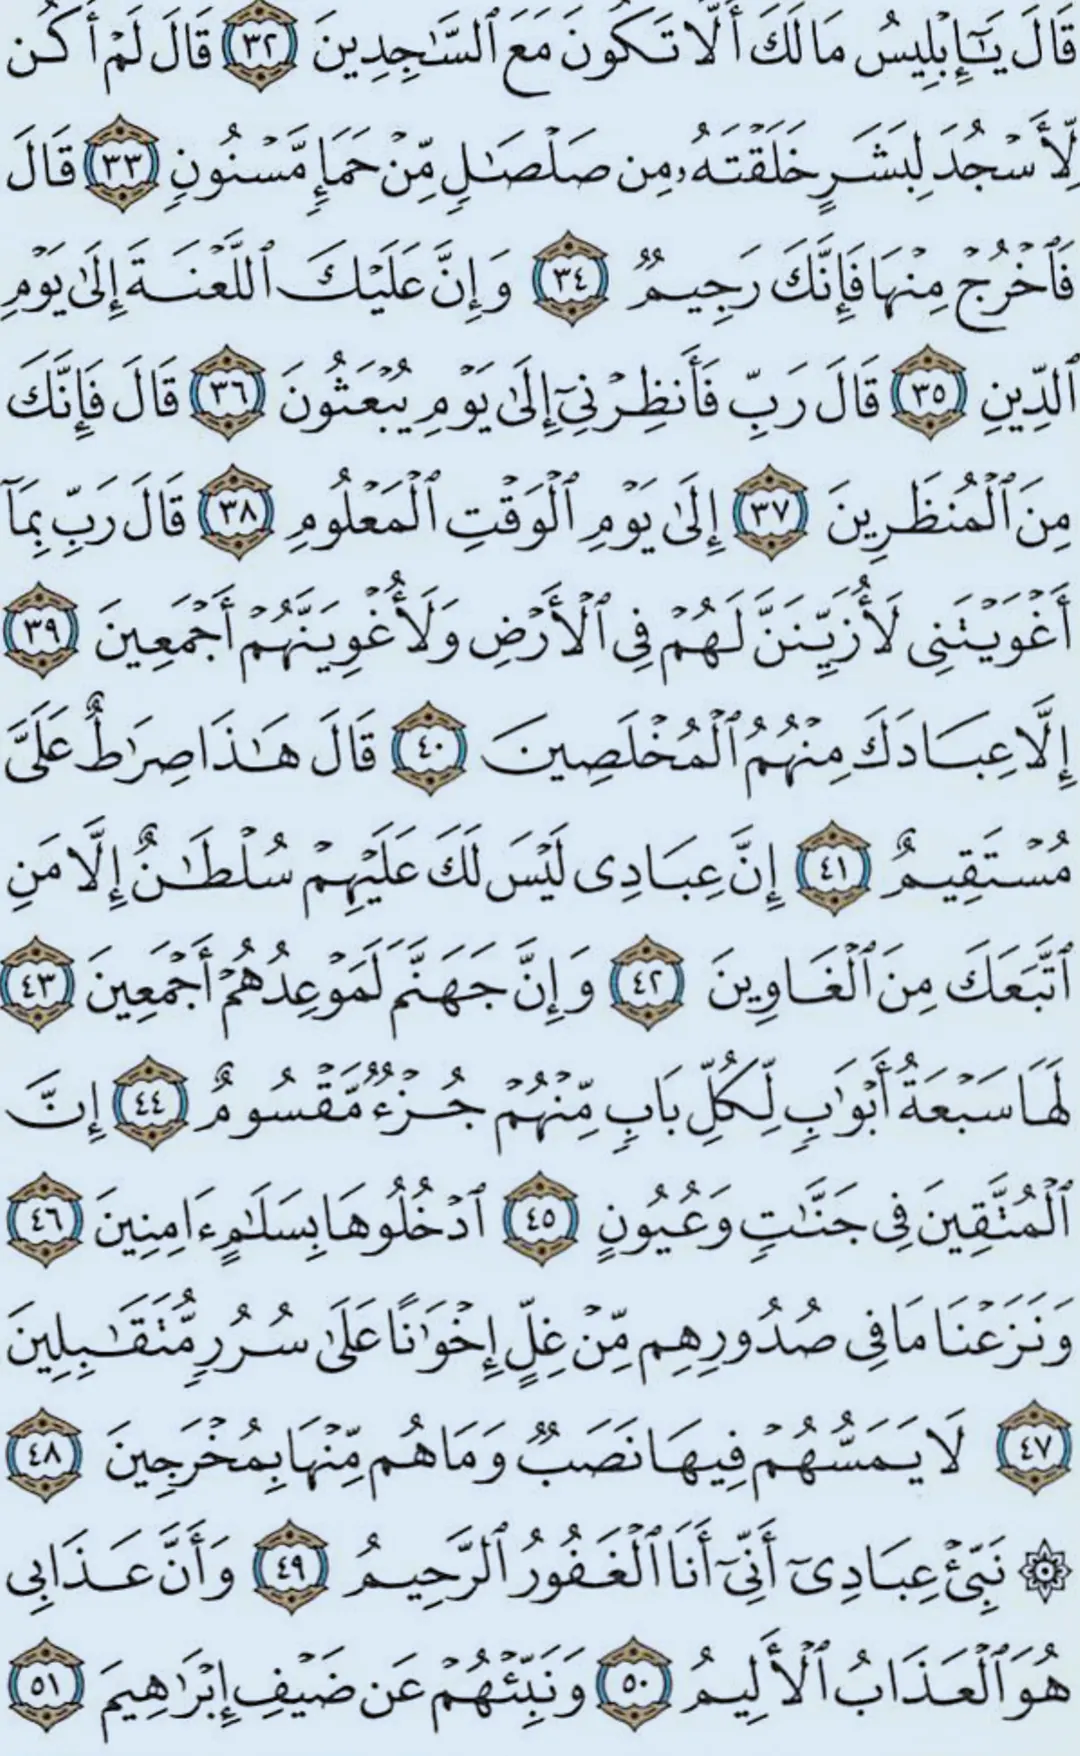 قَالَ يَـٰٓإِبْلِيسُ مَا لَكَ أَلَّا تَكُونَ مَعَ ٱلسَّـٰجِدِينَ ٣٢ قَالَ لَمْ أَكُن
لِّأَسْجُدَ لِبَشَرٍ خَلَقْتَهُۥ مِن صَلْصَـٰلٍ مِّنْ حَمَإٍ مَّسْنُونٍ ٣٣ قَالَ
فَٱخْرُجْ مِنْهَا فَإِنَّكَ رَجِيمٌ ٣٤ وَإِنَّ عَلَيْكَ ٱللَّعْنَةَ إِلَىٰ يَوْمِ
ٱلدِّينِ ٣٥ قَالَ رَبِّ فَأَنظِرْنِىٓ إِلَىٰ يَوْمِ يُبْعَثُونَ ٣٦ قَالَ فَإِنَّكَ
مِنَ ٱلْمُنظَرِينَ ٣٧ إِلَىٰ يَوْمِ ٱلْوَقْتِ ٱلْمَعْلُومِ ٣٨ قَالَ رَبِّ بِمَآ
أَغْوَيْتَنِى لَأُزَيِّنَنَّ لَهُمْ فِى ٱلْأَرْضِ وَلَأُغْوِيَنَّهُمْ أَجْمَعِينَ ٣٩
إِلَّا عِبَادَكَ مِنْهُمُ ٱلْمُخْلَصِينَ ٤٠ قَالَ هَـٰذَا صِرَٰطٌ عَلَىَّ
مُسْتَقِيمٌ ٤١ إِنَّ عِبَادِى لَيْسَ لَكَ عَلَيْهِمْ سُلْطَـٰنٌ إِلَّا مَنِ
ٱتَّبَعَكَ مِنَ ٱلْغَاوِينَ ٤٢ وَإِنَّ جَهَنَّمَ لَمَوْعِدُهُمْ أَجْمَعِينَ ٤٣
لَهَا سَبْعَةُ أَبْوَٰبٍ لِّكُلِّ بَابٍ مِّنْهُمْ جُزْءٌ مَّقْسُومٌ ٤٤ إِنَّ
ٱلْمُتَّقِينَ فِى جَنَّـٰتٍ وَعُيُونٍ ٤٥ ٱدْخُلُوهَا بِسَلَـٰمٍ ءَامِنِينَ ٤٦
وَنَزَعْنَا مَا فِى صُدُورِهِم مِّنْ غِلٍّ إِخْوَٰنًا عَلَىٰ سُرُرٍ مُّتَقَـٰبِلِينَ
٤٧ لَا يَمَسُّهُمْ فِيهَا نَصَبٌ وَمَا هُم مِّنْهَا بِمُخْرَجِينَ ٤٨
۞ نَبِّئْ عِبَادِىٓ أَنِّىٓ أَنَا ٱلْغَفُورُ ٱلرَّحِيمُ ٤٩ وَأَنَّ عَذَابِى
هُوَ ٱلْعَذَابُ ٱلْأَلِيمُ ٥٠ وَنَبِّئْهُمْ عَن ضَيْفِ إِبْرَٰهِيمَ ٥١